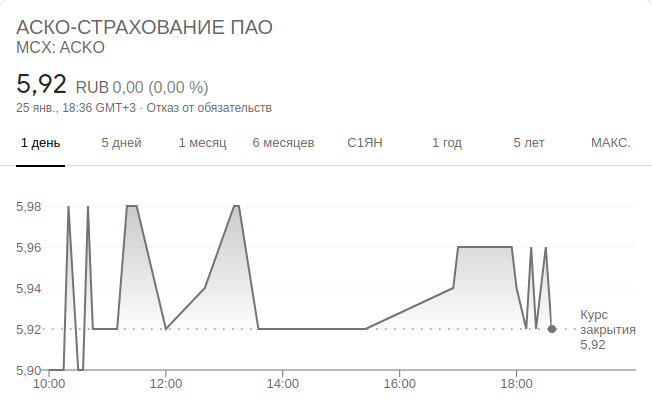 АСКО-СТРАХОВАНИЕ ПАО
MCX: ACKO
5,92 RUB 0,00 (0,00 %)
25 янв., 18:36 GMT+3 · Отказ от обязательств
1 день 5 дней 1 месяц 6 месяцев С1ЯН 1 год 5 лет МАКС.
5,98
5,96
5,94
5,92
5,90
Курс
закрытия
5,92
10:00 12:00 14:00 16:00 18:00